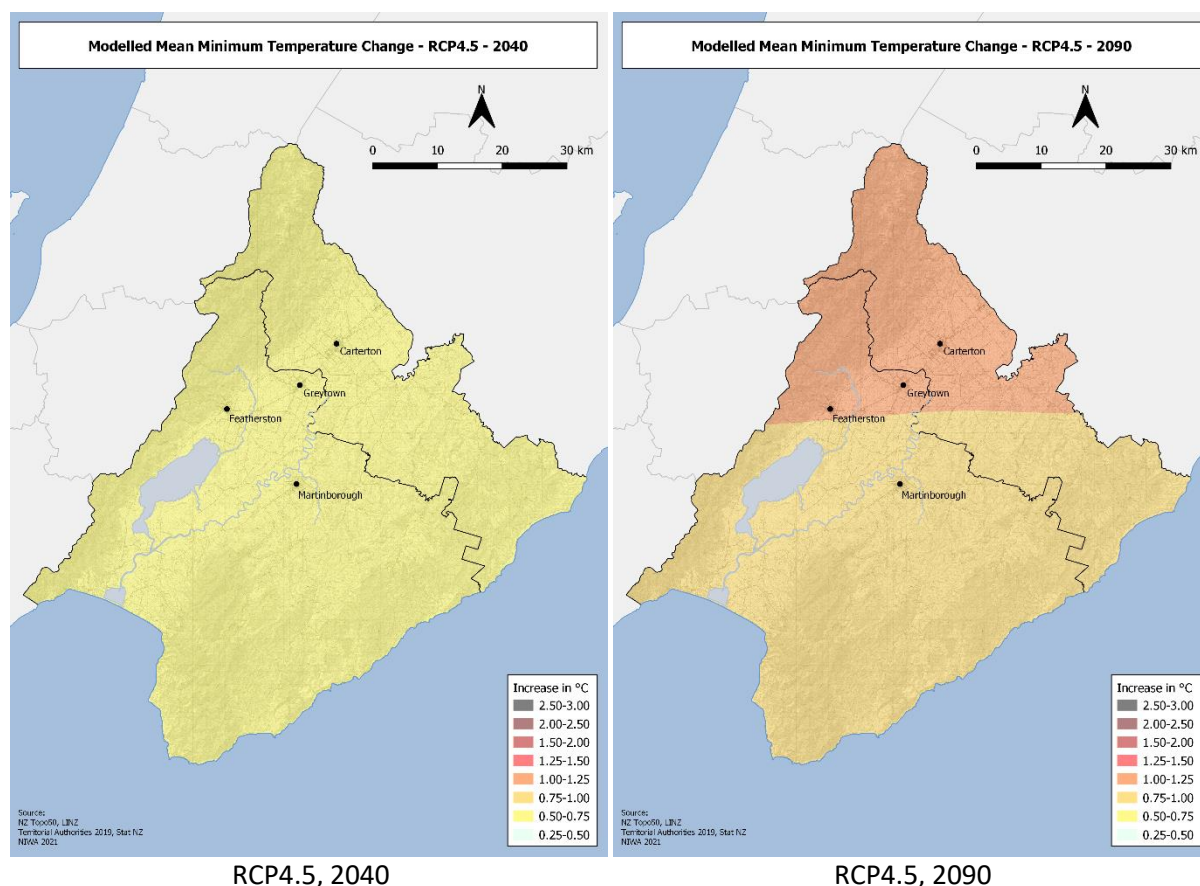 Modelled Mean Minimum Temperature Change - RCP4.5 - 2040
N
0 10 20 30 km
Carterton
Greytown
Featherston
Martinborough
Increase in °C
2.50-3.00
2.00-2.50
1.50-2.00
1.25-1.50
1.00-1.25
0.75-1.00
0.50-0.75
0.25-0.50
Source:
NZ Topo50, LINZ
Territorial Authorities 2019, Stat NZ
NIWA 2021
RCP4.5, 2040
Modelled Mean Minimum Temperature Change - RCP4.5 - 2090
N
0 10 20 30 km
Carterton
Greytown
Featherston
Martinborough
Increase in °C
2.50-3.00
2.00-2.50
1.50-2.00
1.25-1.50
1.00-1.25
0.75-1.00
0.50-0.75
0.25-0.50
Source:
NZ Topo50, LINZ
Territorial Authorities 2019, Stat NZ
NIWA 2021
RCP4.5, 2090